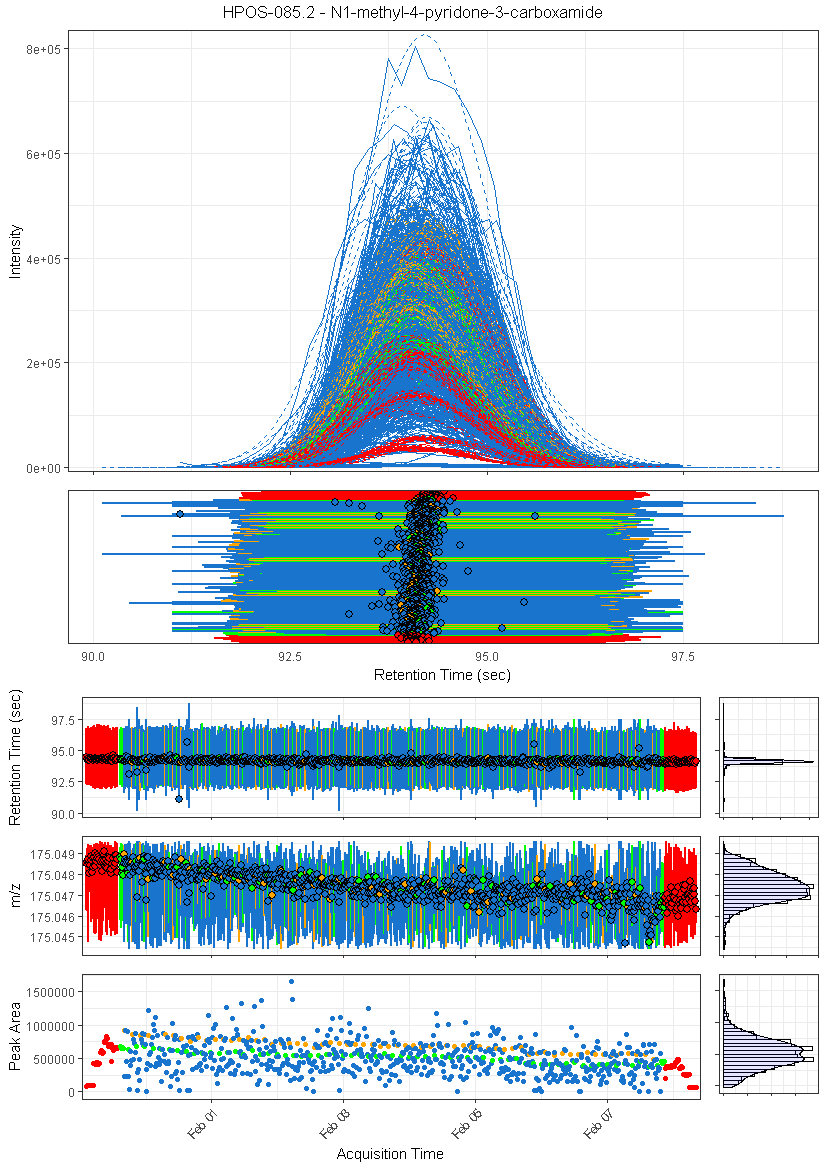 HPOS-085.2 - N1-methyl-4-pyridone-3-carboxamide
8e+05
6e+05
4e+05
2e+05
0e+00
Intensity
90.0
92.5
95.0
97.5
Retention Time (sec)
97.5
95.0
92.5
90.0
Retention Time (sec)
175.049
175.048
175.047
175.046
175.045
m/z
1500000
1000000
500000
0
Peak Area
Feb 01
Feb 03
Feb 05
Feb 07
Acquisition Time